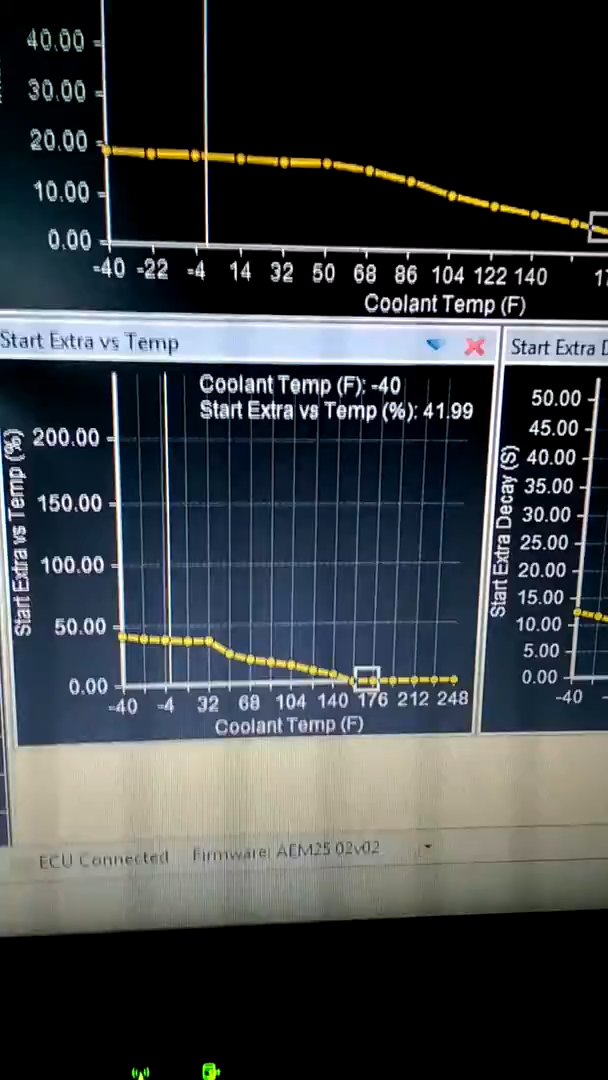 40.00
30.00
20.00
10.00
0.00
-40 -22 -4 14 32 50 68 86 104 122 140
Coolant Temp (F)
Start Extra vs Temp
Coolant Temp (F): -40
Start Extra vs Temp (%): 41.99
Start Extra vs Temp (%)
200.00
150.00
100.00
50.00
0.00
-40 -4 32 68 104 140 176 212 248
Coolant Temp (F)
Start Extra
Start Extra Decay (S)
50.00
45.00
40.00
35.00
30.00
25.00
20.00
15.00
10.00
5.00
0.00
-40
ECU Connected Firmware: AEM25 02v02